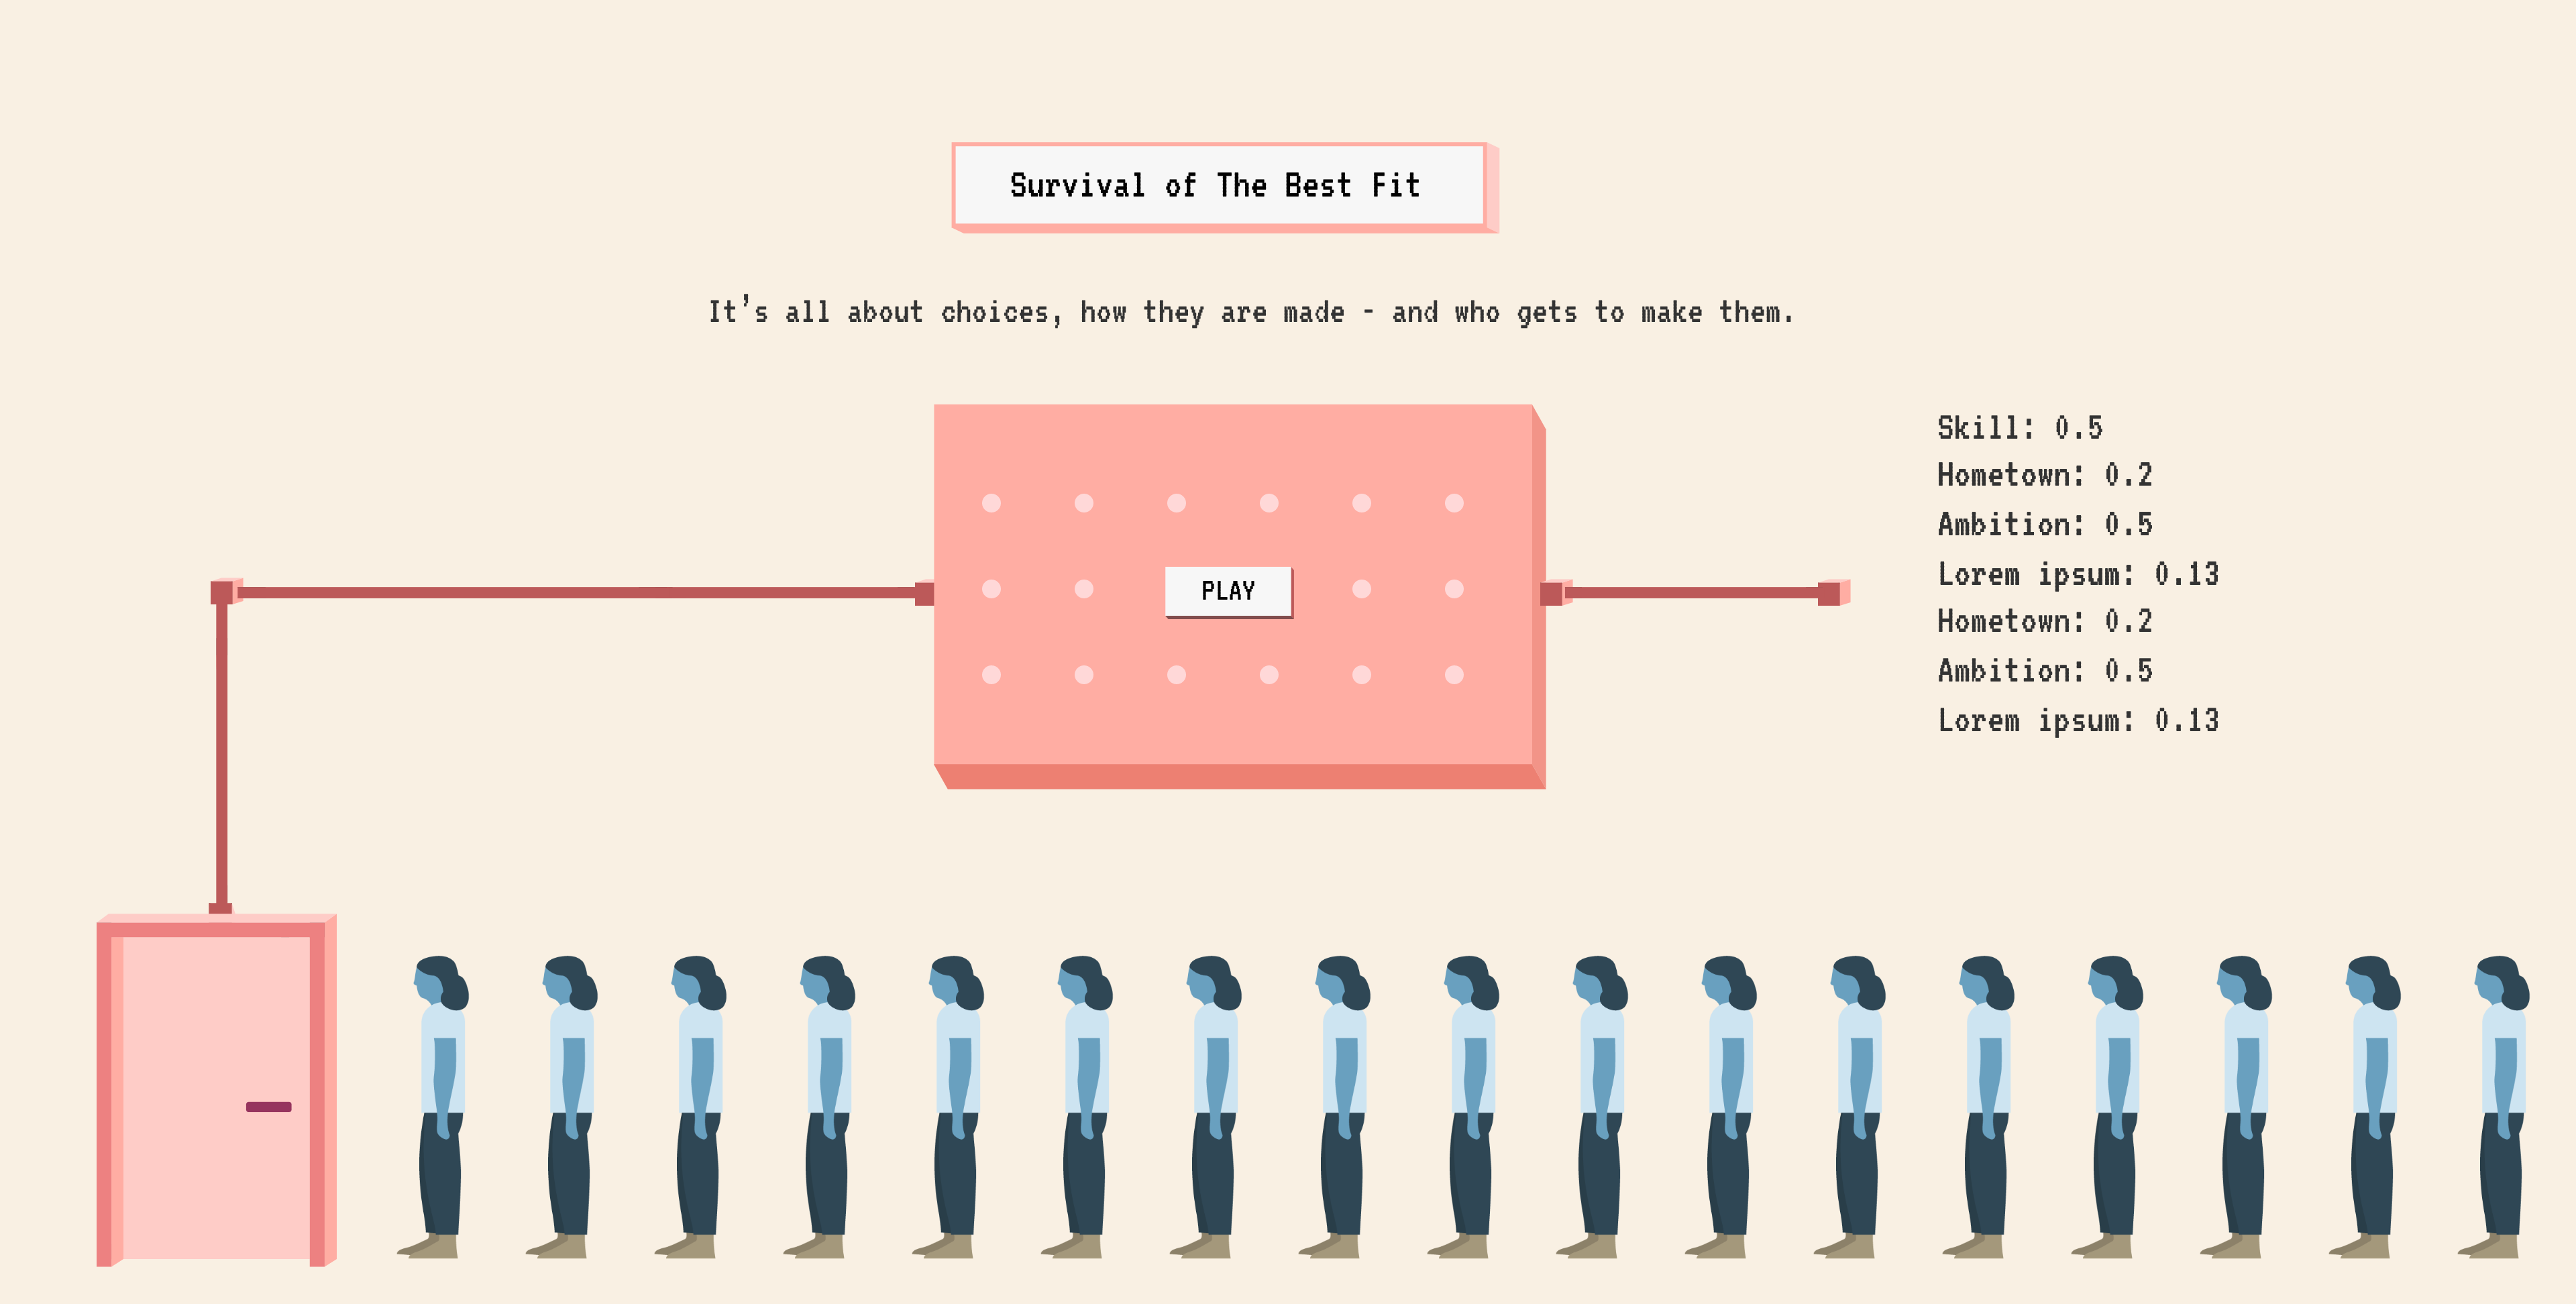 Survival of The Best Fit
It's all about choices, how they are made - and who gets to make them.
PLAY
Skill: 0.5
Hometown: 0.2
Ambition: 0.5
Lorem ipsum: 0.13
Hometown: 0.2
Ambition: 0.5
Lorem ipsum: 0.13